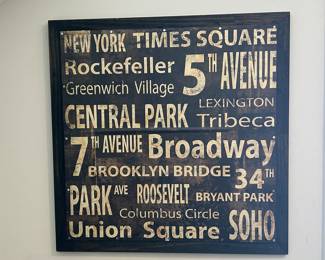 NEW YORK TIMES SQUARE
Rockefeller 5TH AVENUE
Greenwich Village
LEXINGTON
CENTRAL PARK Tribeca
7TH AVENUE Broadway
BROOKLYN BRIDGE 34TH
PARK AVE ROOSEVELT BRYANT PARK
Columbus Circle SOHO
Union Square